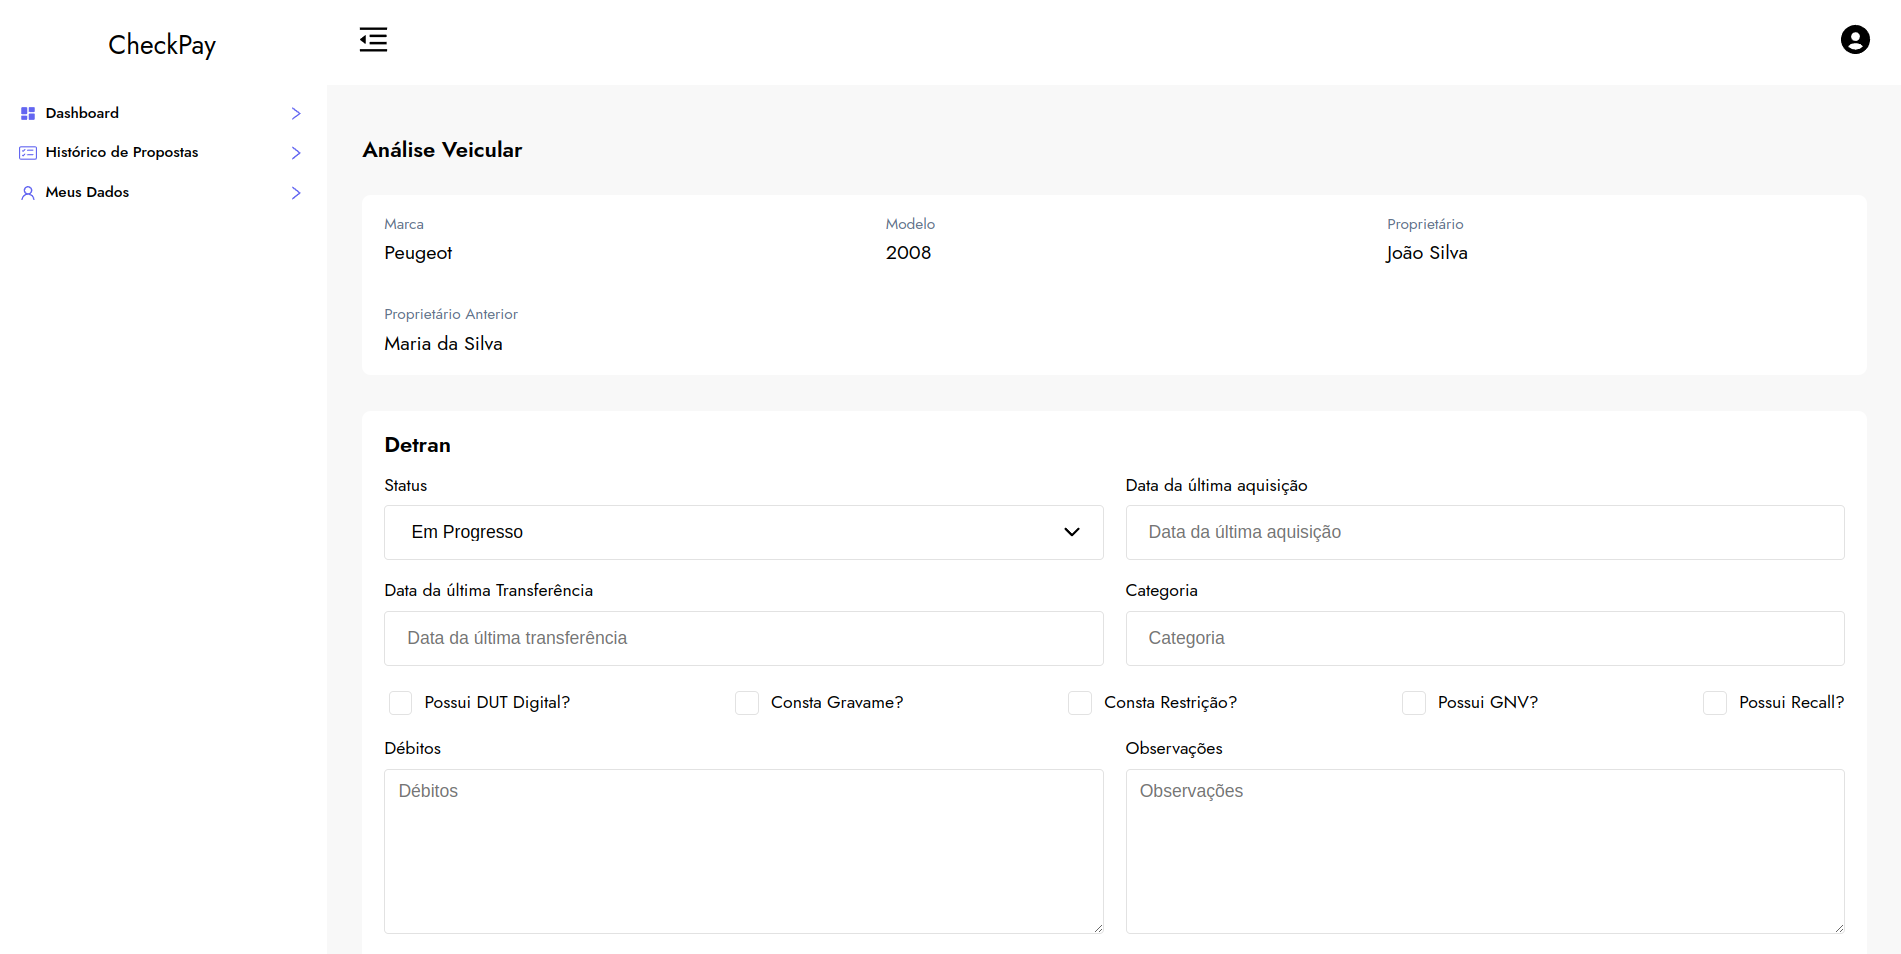 CheckPay
Dashboard
Histórico de Propostas
Meus Dados
Análise Veicular
Marca Modelo Proprietário
Peugeot 2008 João Silva
Proprietário Anterior
Maria da Silva
Detran
Status Data da última aquisição
Em Progresso Data da última aquisição
Data da última Transferência Categoria
Data da última transferência Categoria
Possui DUT Digital? Consta Gravame? Consta Restrição? Possui GNV? Possui Recall?
Débitos Observações
Débitos Observações